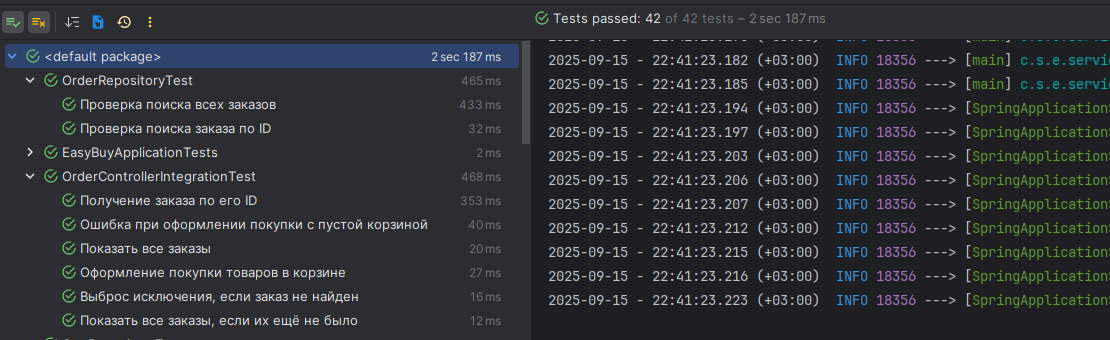 Tests passed: 42 of 42 tests – 2 sec 187 ms
<default package> 2 sec 187 ms
OrderRepositoryTest 465 ms
Проверка поиска всех заказов 433 ms
Проверка поиска заказа по ID 32 ms
EasyBuyApplicationTests 2 ms
OrderControllerIntegrationTest 468 ms
Получение заказа по его ID 353 ms
Ошибка при оформлении покупки с пустой корзиной 40 ms
Показать все заказы 20 ms
Оформление покупки товаров в корзине 27 ms
Выброс исключения, если заказ не найден 16 ms
Показать все заказы, если их ещё не было 12 ms
2025-09-15 - 22:41:23.182 (+03:00) INFO 18356 ---> [main] c.s.e.servi
2025-09-15 - 22:41:23.185 (+03:00) INFO 18356 ---> [main] c.s.e.servi
2025-09-15 - 22:41:23.194 (+03:00) INFO 18356 ---> [SpringApplication
2025-09-15 - 22:41:23.197 (+03:00) INFO 18356 ---> [SpringApplication
2025-09-15 - 22:41:23.203 (+03:00) INFO 18356 ---> [SpringApplication
2025-09-15 - 22:41:23.206 (+03:00) INFO 18356 ---> [SpringApplication
2025-09-15 - 22:41:23.207 (+03:00) INFO 18356 ---> [SpringApplication
2025-09-15 - 22:41:23.212 (+03:00) INFO 18356 ---> [SpringApplication
2025-09-15 - 22:41:23.215 (+03:00) INFO 18356 ---> [SpringApplication
2025-09-15 - 22:41:23.216 (+03:00) INFO 18356 ---> [SpringApplication
2025-09-15 - 22:41:23.223 (+03:00) INFO 18356 ---> [SpringApplication